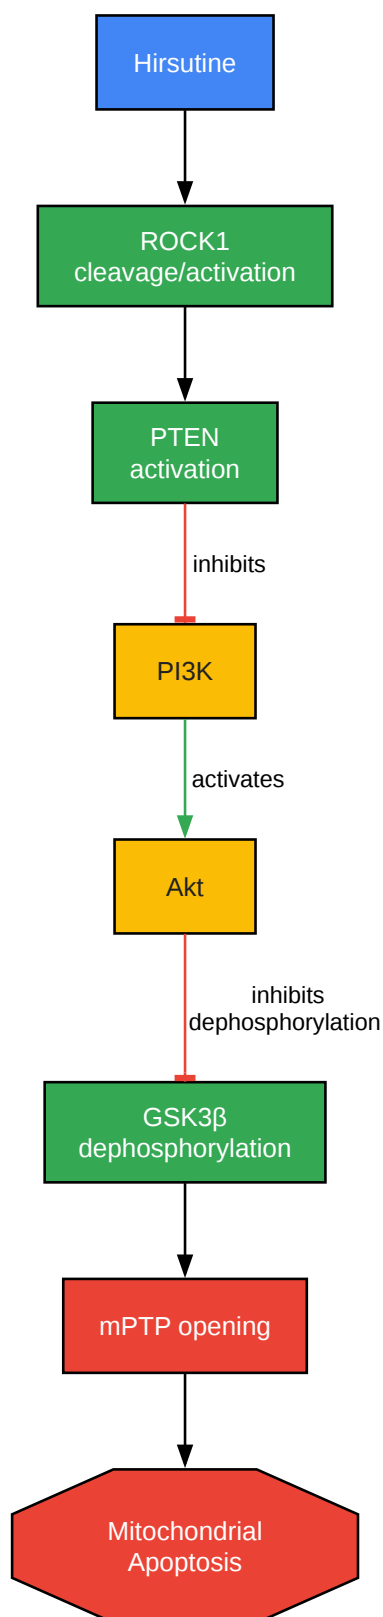 Hirsutine
ROCK1
cleavage/activation
PTEN
activation
inhibits
PI3K
activates
Akt
inhibits
dephosphorylation
GSK3β
dephosphorylation
mPTP opening
Mitochondrial
Apoptosis